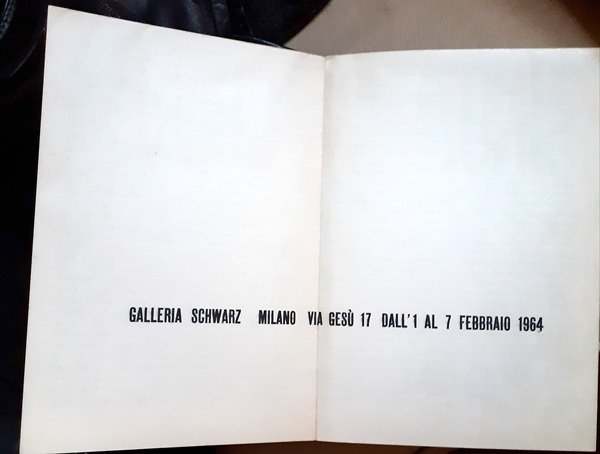 GALLERIA SCHWARZ MILANO VIA GESÙ 17 DALL'1 AL 7 FEBBRAIO 1964